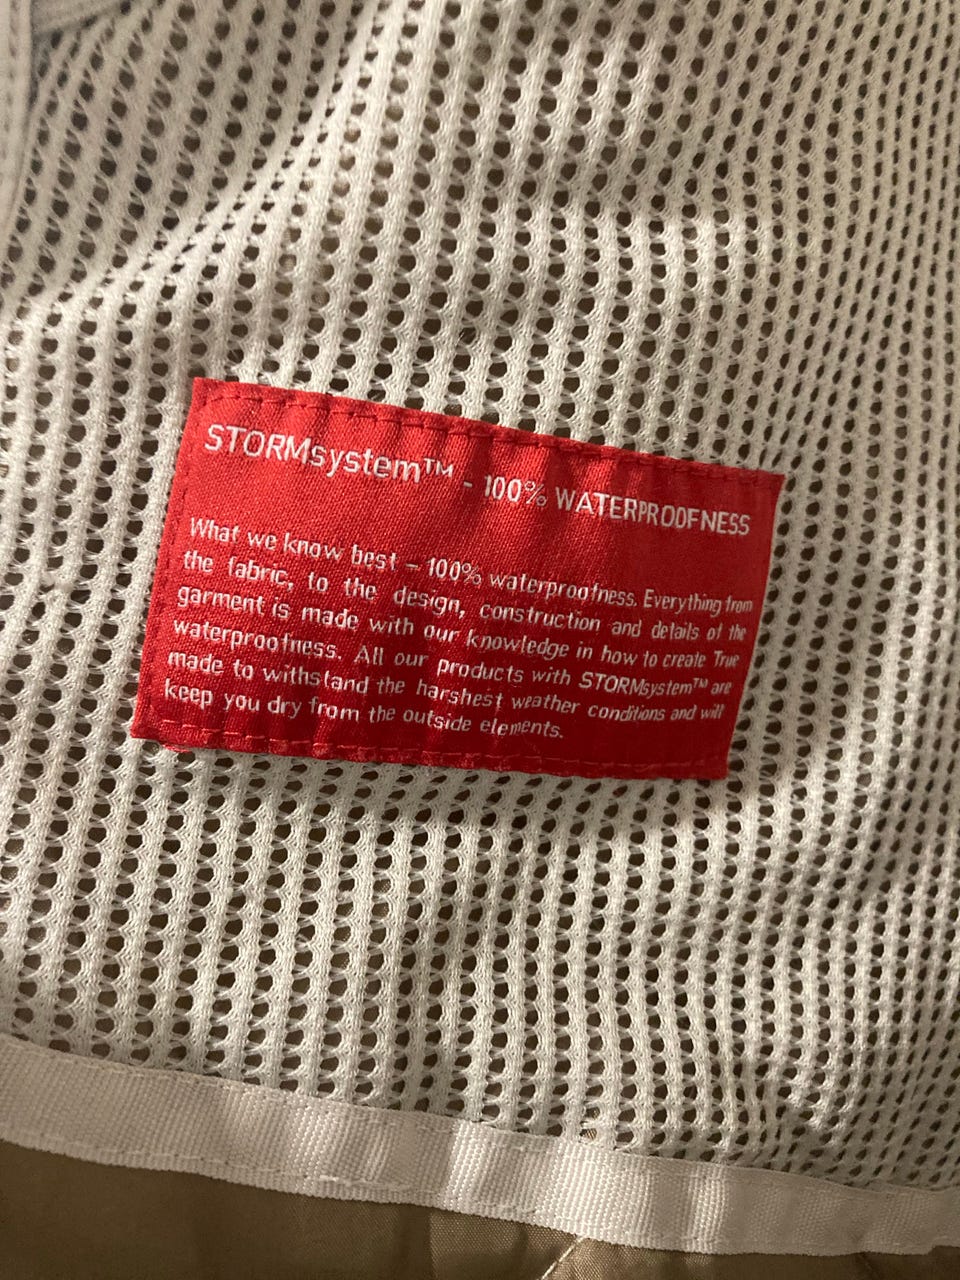 STORMsystem™ - 100% WATERPROOFNESS
What we know best – 100% waterproofness. Everything from
the fabric, to the design, construction and details of the
garment is made with our knowledge in how to create True
waterproofness. All our products with STORMsystem™ are
made to withstand the harshest weather conditions and will
keep you dry from the outside elements.